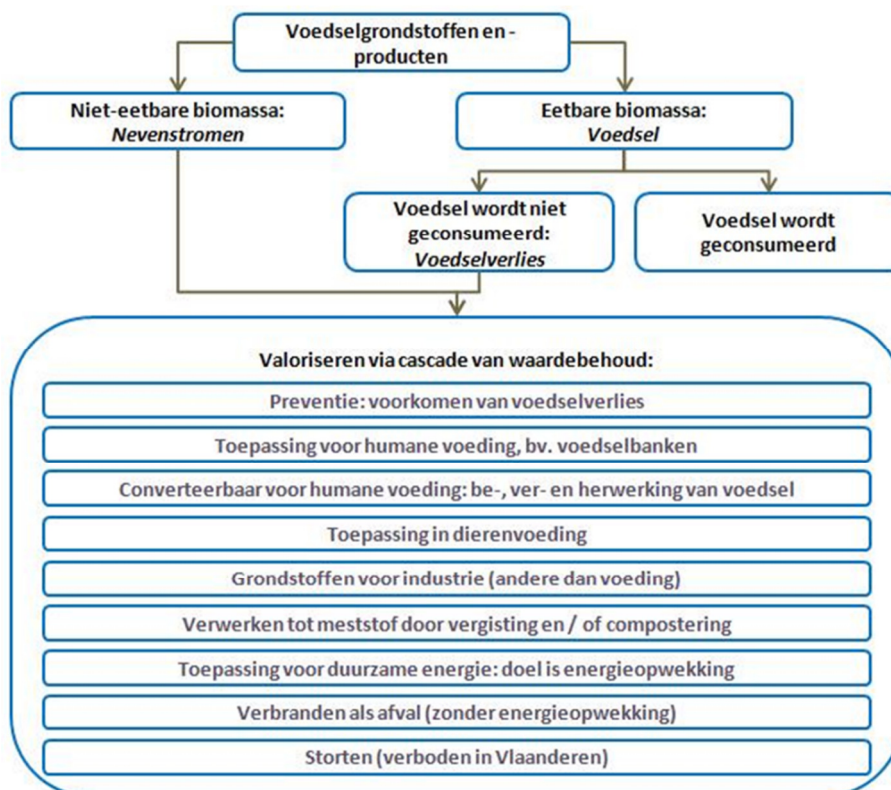 Voedselgrondstoffen en -
producten
Niet-eetbare biomassa:
Nevenstromen
Eetbare biomassa:
Voedsel
Voedsel wordt niet
geconsumeerd:
Voedselverlies
Voedsel wordt
geconsumeerd
Valoriseren via cascade van waardebehoud:
Preventie: voorkomen van voedselverlies
Toepassing voor humane voeding, bv. voedselbanken
Converteerbaar voor humane voeding: be-, ver- en herwerking van voedsel
Toepassing in dierenvoeding
Grondstoffen voor industrie (andere dan voeding)
Verwerken tot meststof door vergisting en / of compostering
Toepassing voor duurzame energie: doel is energieopwekking
Verbranden als afval (zonder energieopwekking)
Storten (verboden in Vlaanderen)